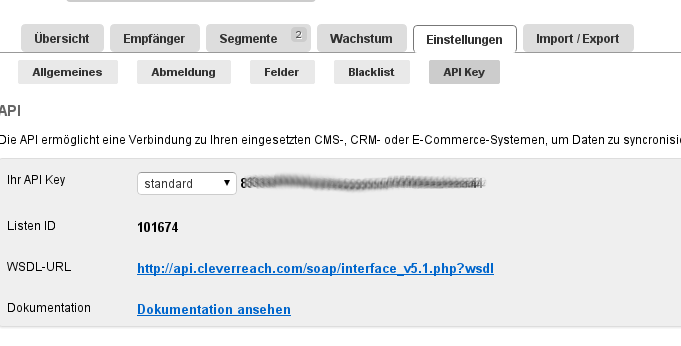 Übersicht Empfänger Segmente 2 Wachstum Einstellungen Import / Export
Allgemeines Abmeldung Felder Blacklist API Key
API
Die API ermöglicht eine Verbindung zu Ihren eingesetzten CMS-, CRM- oder E-Commerce-Systemen, um Daten zu syncronisi
Ihr API Key standard
Listen ID 101674
WSDL-URL http://api.cleverreach.com/soap/interface_v5.1.php?wsdl
Dokumentation Dokumentation ansehen